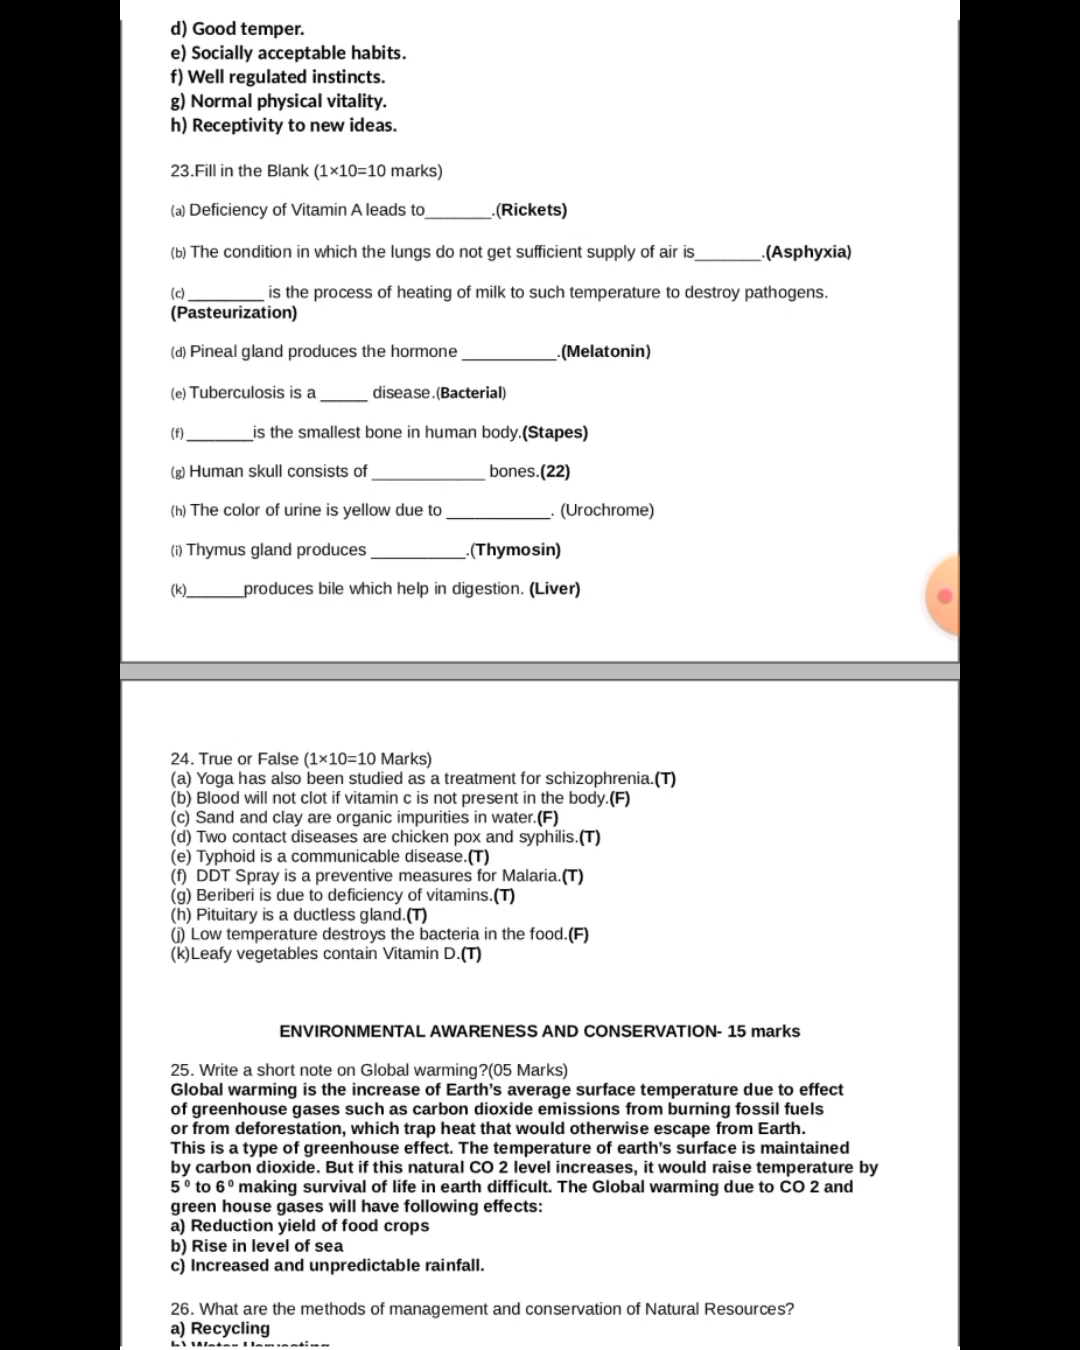 d) Good temper.
e) Socially acceptable habits.
f) Well regulated instincts.
g) Normal physical vitality.
h) Receptivity to new ideas.
23.Fill in the Blank (1×10=10 marks)
(a) Deficiency of Vitamin A leads to_______.(Rickets)
(b) The condition in which the lungs do not get sufficient supply of air is_______.(Asphyxia)
(c) ________ is the process of heating of milk to such temperature to destroy pathogens.
(Pasteurization)
(d) Pineal gland produces the hormone __________.(Melatonin)
(e) Tuberculosis is a _____ disease.(Bacterial)
(f)_______is the smallest bone in human body.(Stapes)
(g) Human skull consists of ____________ bones.(22)
(h) The color of urine is yellow due to ___________. (Urochrome)
(i) Thymus gland produces __________.(Thymosin)
(k)______produces bile which help in digestion. (Liver)
24. True or False (1×10=10 Marks)
(a) Yoga has also been studied as a treatment for schizophrenia.(T)
(b) Blood will not clot if vitamin c is not present in the body.(F)
(c) Sand and clay are organic impurities in water.(F)
(d) Two contact diseases are chicken pox and syphilis.(T)
(e) Typhoid is a communicable disease.(T)
(f) DDT Spray is a preventive measures for Malaria.(T)
(g) Beriberi is due to deficiency of vitamins.(T)
(h) Pituitary is a ductless gland.(T)
(j) Low temperature destroys the bacteria in the food.(F)
(k)Leafy vegetables contain Vitamin D.(T)
ENVIRONMENTAL AWARENESS AND CONSERVATION- 15 marks
25. Write a short note on Global warming?(05 Marks)
Global warming is the increase of Earth's average surface temperature due to effect
of greenhouse gases such as carbon dioxide emissions from burning fossil fuels
or from deforestation, which trap heat that would otherwise escape from Earth.
This is a type of greenhouse effect. The temperature of earth's surface is maintained
by carbon dioxide. But if this natural CO 2 level increases, it would raise temperature by
5 ⁰ to 6⁰ making survival of life in earth difficult. The Global warming due to CO 2 and
green house gases will have following effects:
a) Reduction yield of food crops
b) Rise in level of sea
c) Increased and unpredictable rainfall.
26. What are the methods of management and conservation of Natural Resources?
a) Recycling
b) Water Harvesting